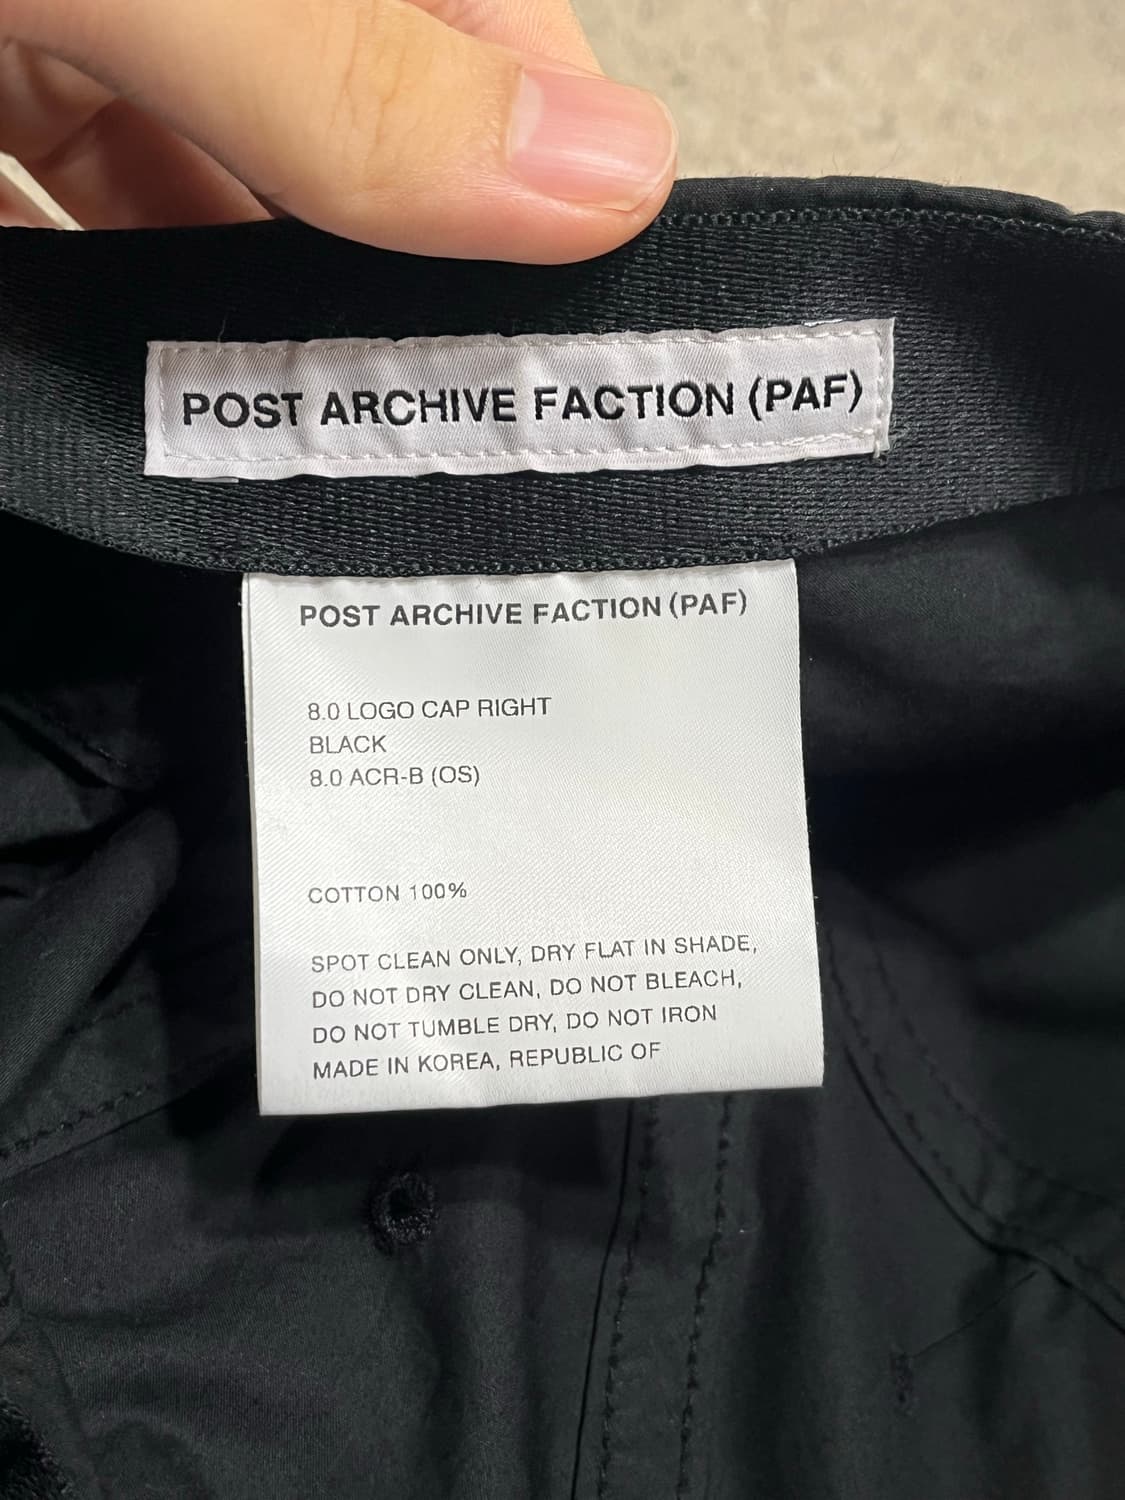 POST ARCHIVE FACTION (PAF)
POST ARCHIVE FACTION (PAF)
8.0 LOGO CAP RIGHT
BLACK
8.0 ACR-B (OS)
COTTON 100%
SPOT CLEAN ONLY, DRY FLAT IN SHADE,
DO NOT DRY CLEAN, DO NOT BLEACH,
DO NOT TUMBLE DRY, DO NOT IRON
MADE IN KOREA, REPUBLIC OF